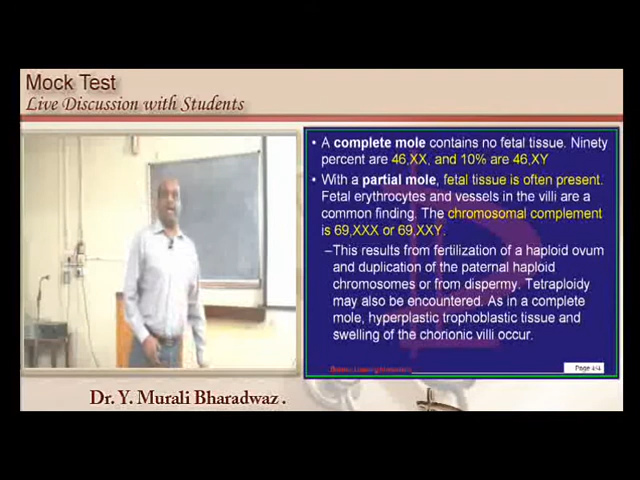 Mock Test
Live Discussion with Students
• A complete mole contains no fetal tissue. Ninety
percent are 46,XX, and 10% are 46,XY
• With a partial mole, fetal tissue is often present.
Fetal erythrocytes and vessels in the villi are a
common finding. The chromosomal complement
is 69,XXX or 69,XXY.
–This results from fertilization of a haploid ovum
and duplication of the paternal haploid
chromosomes or from dispermy. Tetraploidy
may also be encountered. As in a complete
mole, hyperplastic trophoblastic tissue and
swelling of the chorionic villi occur.
Dr. Y. Murali Bharadwaz .